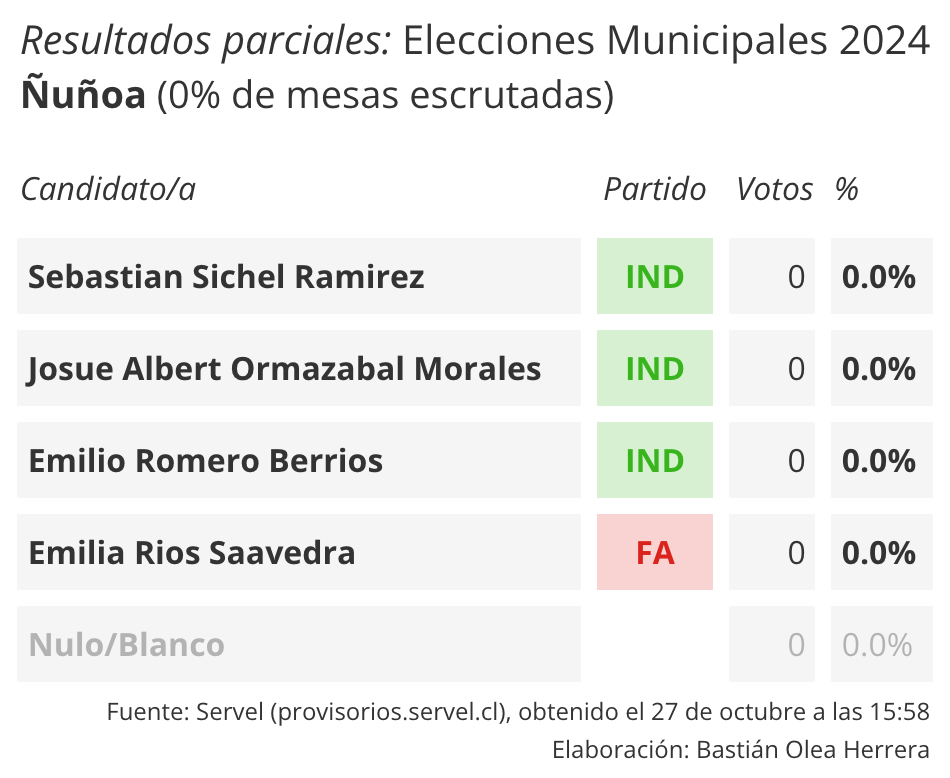 Resultados parciales: Elecciones Municipales 2024
Ñuñoa (0% de mesas escrutadas)
Candidato/a Partido Votos %
Sebastian Sichel Ramirez IND 0 0.0%
Josue Albert Ormazabal Morales IND 0 0.0%
Emilio Romero Berrios IND 0 0.0%
Emilia Rios Saavedra FA 0 0.0%
Nulo/Blanco 0 0.0%
Fuente: Servel (provisorios.servel.cl), obtenido el 27 de octubre a las 15:58
Elaboración: Bastián Olea Herrera